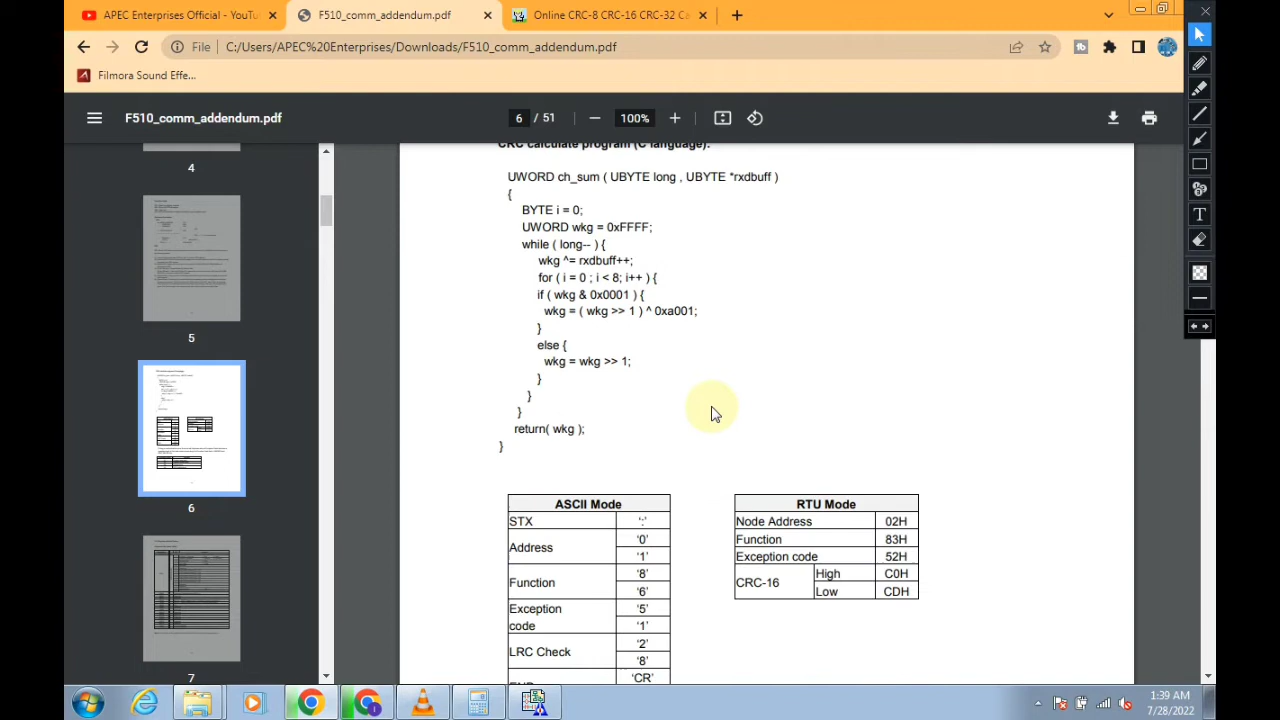 APEC Enterprises Official - YouTu
F510_comm_addendum.pdf
Online CRC-8 CRC-16 CRC-32 Ca
File
C:/Users/APEC%20Enterprises/Downloads/F510_comm_addendum.pdf
Filmora Sound Effe...
F510_comm_addendum.pdf
6 / 51
100%
4
5
6
7
CRC calculate program (C language):
UWORD ch_sum ( UBYTE long , UBYTE *rxdbuff )
{
BYTE i = 0;
UWORD wkg = 0xFFFF;
while ( long-- ) {
wkg ^= rxdbuff++;
for ( i = 0 ; i < 8; i++ ) {
if ( wkg & 0x0001 ) {
wkg = ( wkg >> 1 ) ^ 0xa001;
}
else {
wkg = wkg >> 1;
}
}
}
return( wkg );
}
ASCII Mode
STX ‘:’
Address ‘0’
‘1’
Function ‘8’
‘6’
Exception code ‘5’
‘1’
LRC Check ‘2’
‘8’
‘CR’
RTU Mode
Node Address 02H
Function 83H
Exception code 52H
CRC-16 High C0H
Low CDH
1:39 AM
7/28/2022